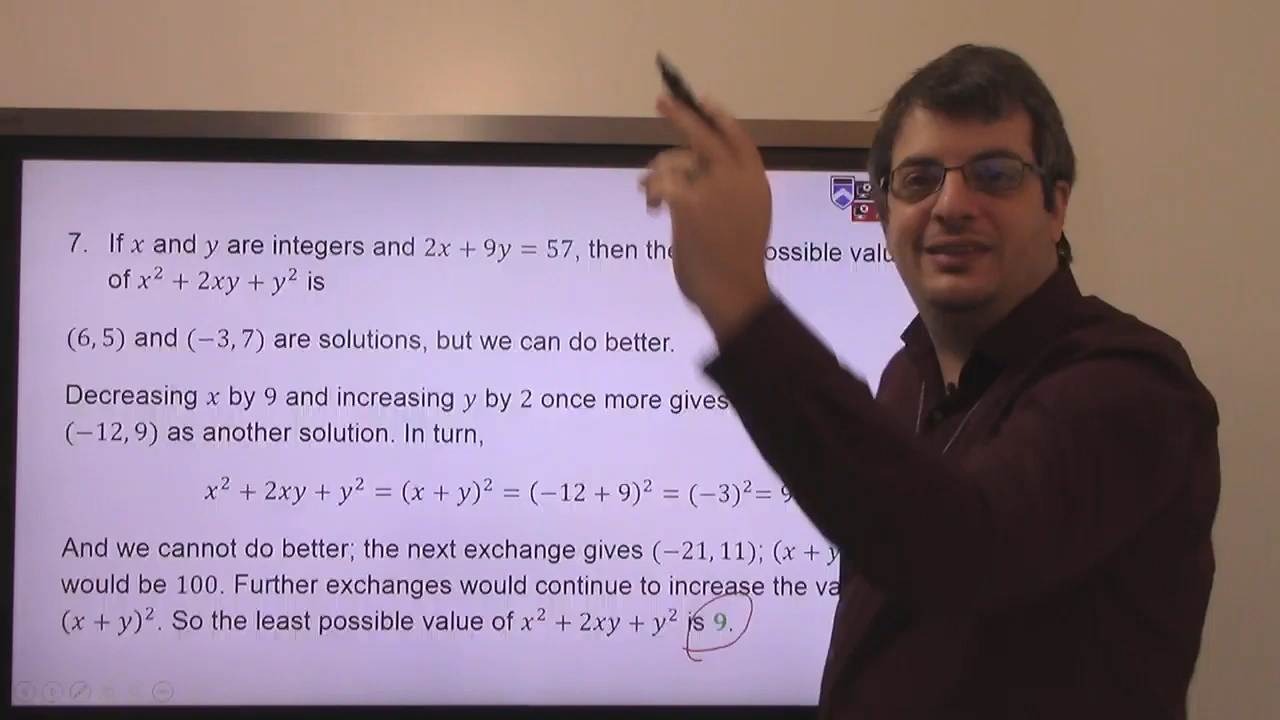 7. If x and y are integers and 2x + 9y = 57, then the ossible valu
of x² + 2xy + y² is
(6, 5) and (−3, 7) are solutions, but we can do better.
Decreasing x by 9 and increasing y by 2 once more gives
(−12, 9) as another solution. In turn,
x² + 2xy + y² = (x + y)² = (−12 + 9)² = (−3)² = 9
And we cannot do better; the next exchange gives (−21, 11); (x + y
would be 100. Further exchanges would continue to increase the va
(x + y)². So the least possible value of x² + 2xy + y² is 9.